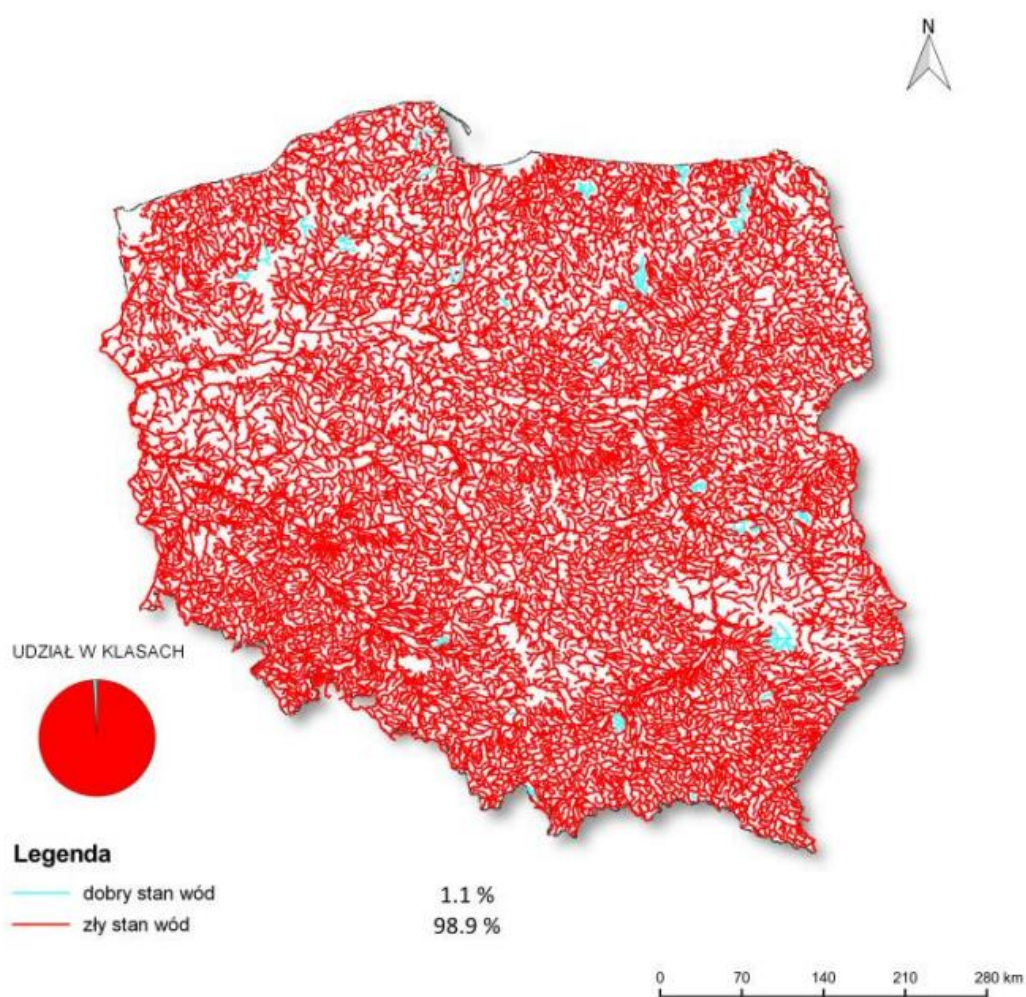 N
UDZIAŁ W KLASACH
Legenda
dobry stan wód 1.1 %
zły stan wód 98.9 %
0 70 140 210 280 km